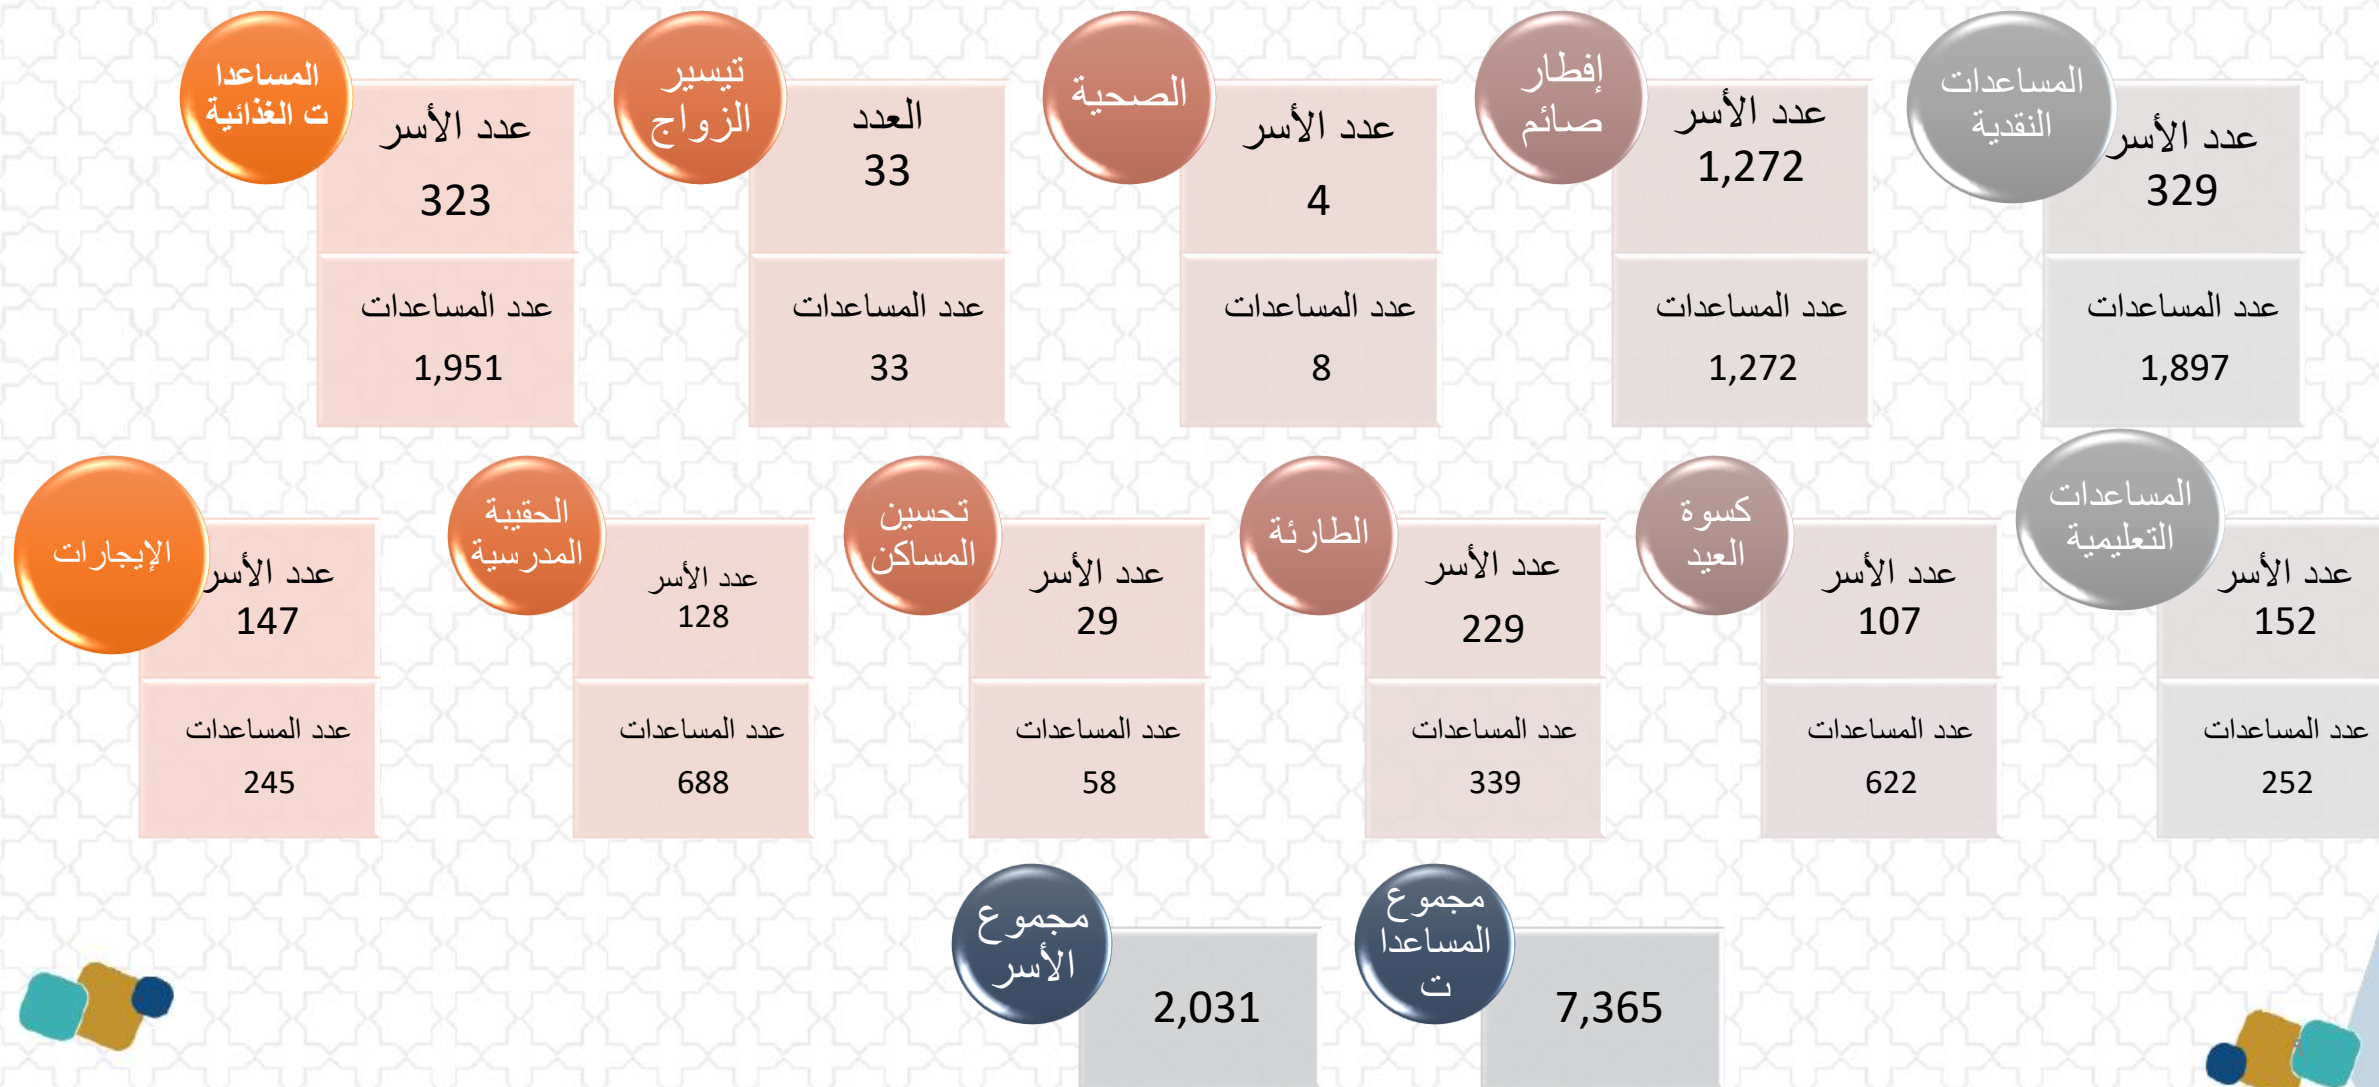 المساعدات
النقدية
عدد الأسر
329
عدد المساعدات
1,897
إفطار
صائم
عدد الأسر
1,272
عدد المساعدات
1,272
الصحية
عدد الأسر
4
عدد المساعدات
8
تيسير
الزواج
العدد
33
عدد المساعدات
33
المساعدا
ت الغذائية
عدد الأسر
323
عدد المساعدات
1,951
المساعدات
التعليمية
عدد الأسر
152
عدد المساعدات
252
كسوة
العيد
عدد الأسر
107
عدد المساعدات
622
الطارئة
عدد الأسر
229
عدد المساعدات
339
تحسين
المساكن
عدد الأسر
29
عدد المساعدات
58
الحقيبة
المدرسية
عدد الأسر
128
عدد المساعدات
688
الإيجارات
عدد الأسر
147
عدد المساعدات
245
مجموع
المساعدا
ت
7,365
مجموع
الأسر
2,031